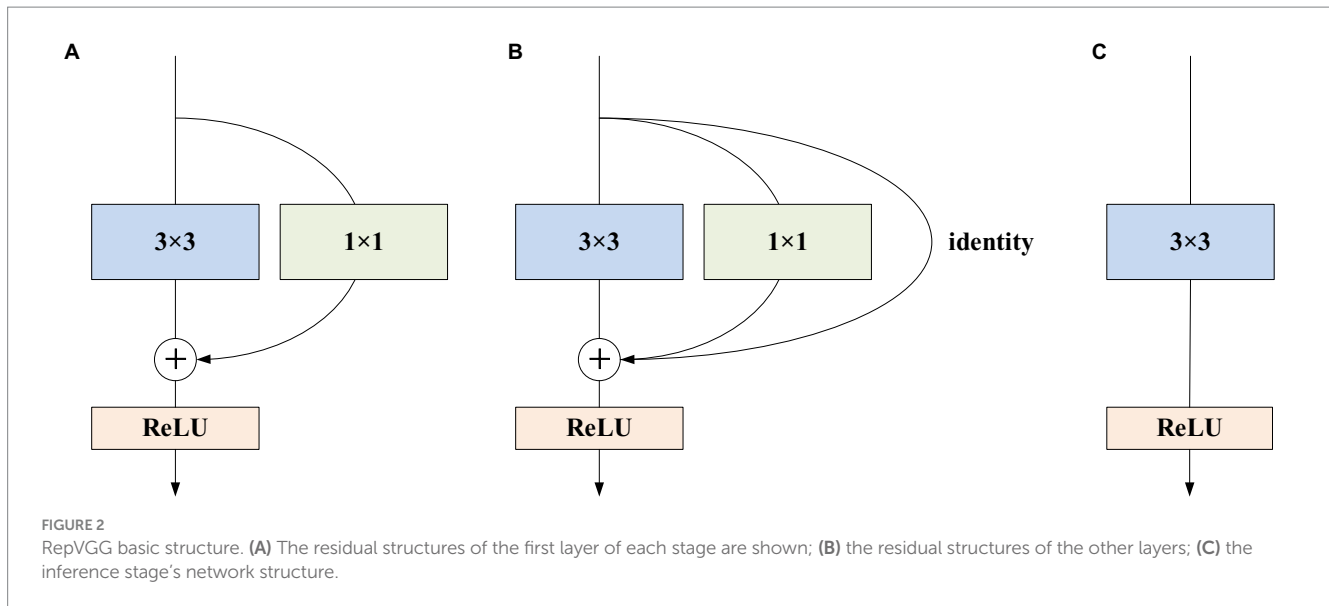 A
B
C
3×3
1×1
3×3
1×1
identity
3×3
+
+
ReLU
ReLU
ReLU
FIGURE 2
RepVGG basic structure. (A) The residual structures of the first layer of each stage are shown; (B) the residual structures of the other layers; (C) the
inference stage’s network structure.